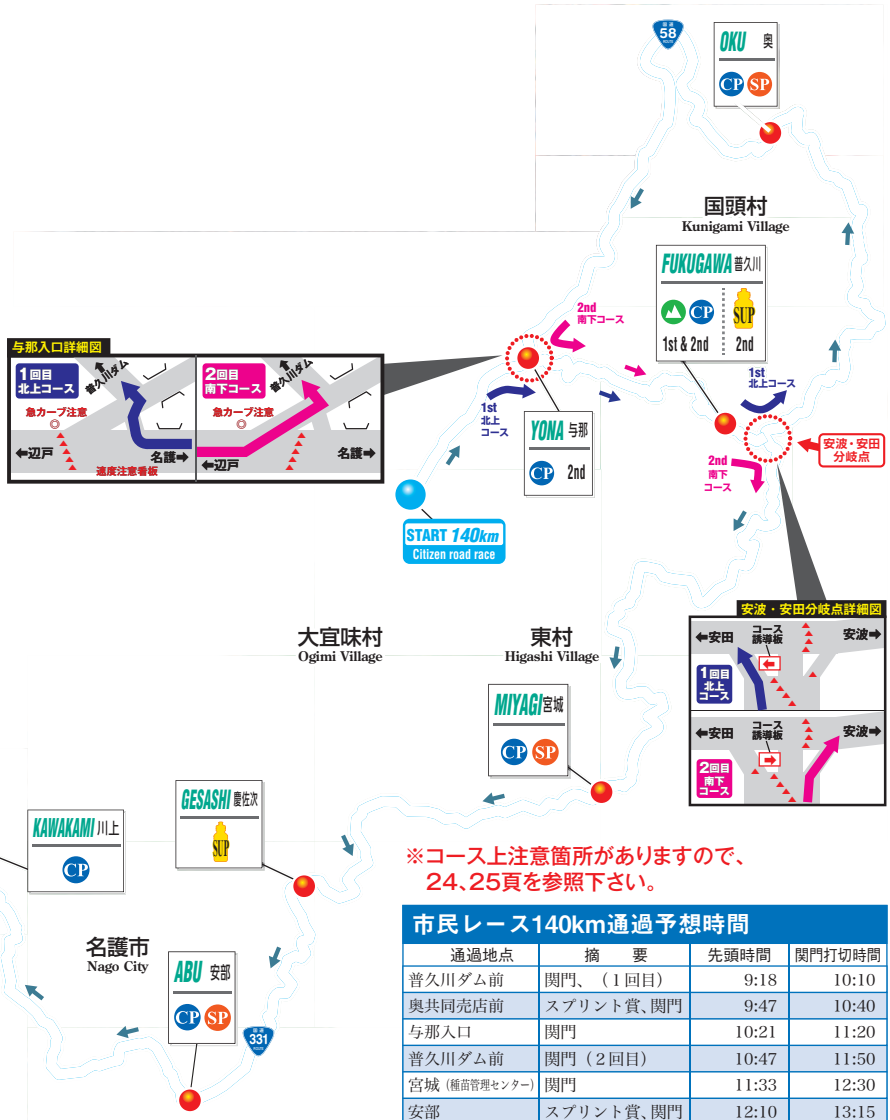 国道
58
ROUTE
OKU 奥
CP SP
国頭村
Kunigami Village
FUKUGAWA 普久川
CP
SUP
1st & 2nd
2nd
2nd
南下コース
与那入口詳細図
1回目
北上コース
普久川ダム
急カーブ注意
←辺戸
名護➡
速度注意看板
2回目
南下コース
普久川ダム
急カーブ注意
←辺戸
名護➡
1st
北上
コース
YONA 与那
CP 2nd
1st
北上コース
安波・安田
分岐点
2nd
南下
コース
START 140km
Citizen road race
安波・安田分岐点詳細図
←安田
コース
誘導板
安波➡
1回目
北上
コース
←安田
コース
誘導板
安波➡
2回目
南下
コース
大宜味村
Ogimi Village
東村
Higashi Village
MIYAGI 宮城
CP SP
GESASHI 慶佐次
SUP
KAWAKAMI 川上
CP
名護市
Nago City
ABU 安部
CP SP
国道
331
ROUTE
※コース上注意箇所がありますので、
24、25頁を参照下さい。
市民レース140km通過予想時間
通過地点 摘 要 先頭時間 関門打切時間
普久川ダム前 関門、（1回目） 9:18 10:10
奥共同売店前 スプリント賞、関門 9:47 10:40
与那入口 関門 10:21 11:20
普久川ダム前 関門（2回目） 10:47 11:50
宮城（種苗管理センター） 関門 11:33 12:30
安部 スプリント賞、関門 12:10 13:15